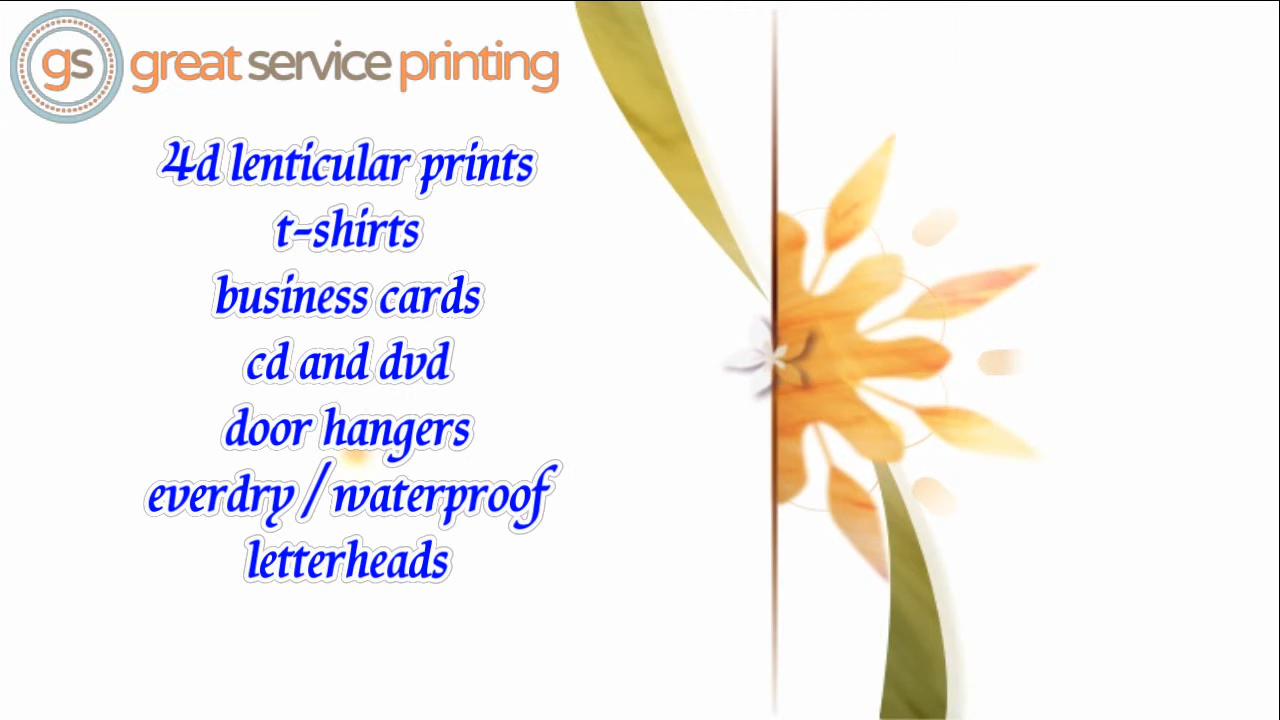 gs great service printing
4d lenticular prints
t-shirts
business cards
cd and dvd
door hangers
everdry / waterproof
letterheads